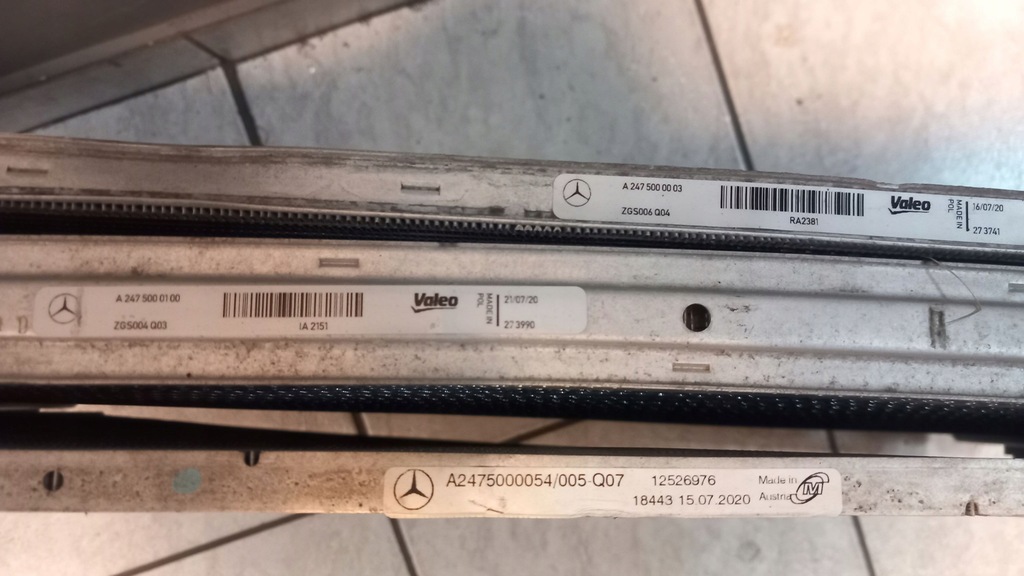 A 247 500 00 03
ZGS006 Q04
RA2381
Valeo
MADE IN
POL
16/07/20
27 3741
A 247 500 01 00
ZGS004 Q03
IA 2151
Valeo
MADE IN
POL
21/07/20
27 3990
A2475000054/005 Q07
12526976
18443 15.07.2020
Made in
Austria
M